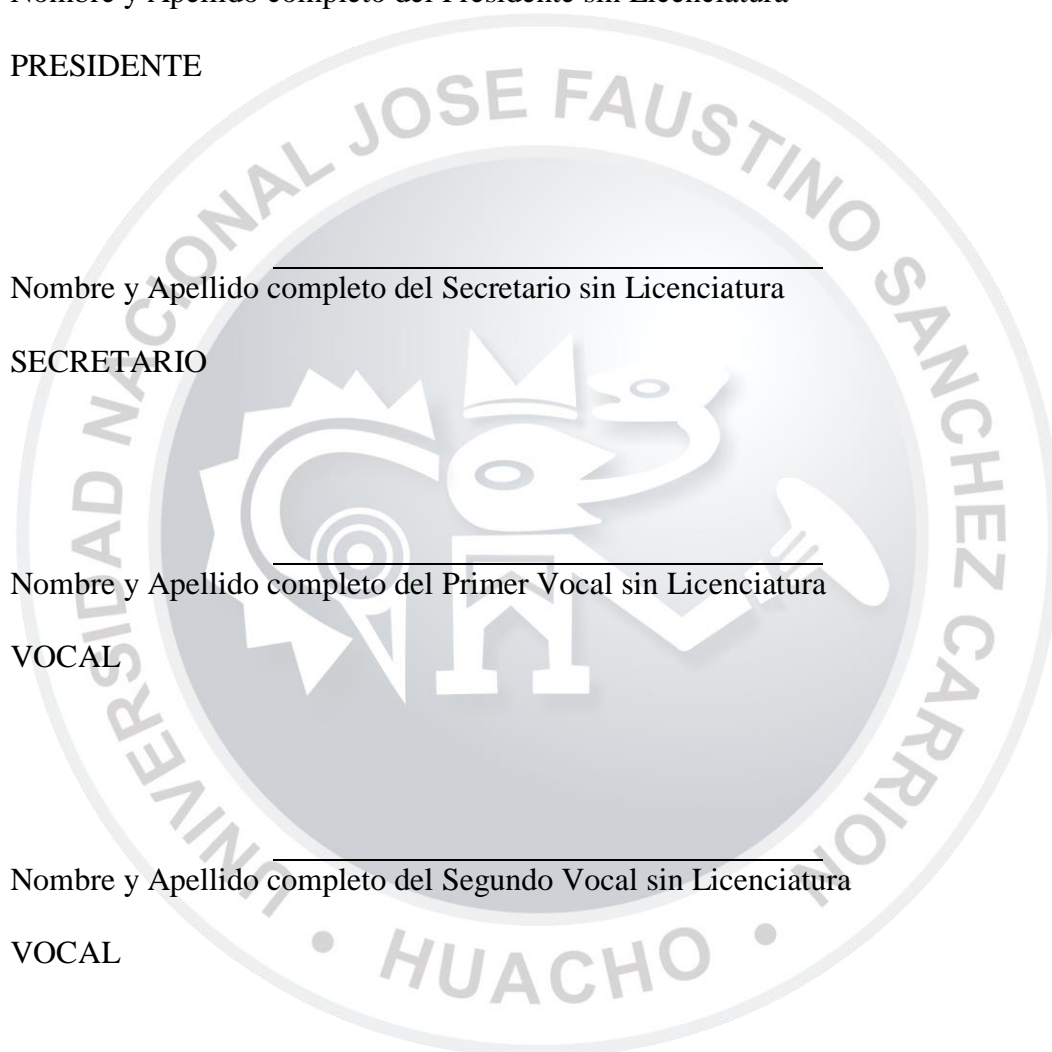 Nombre y Apellido completo del Presidente sin Licenciatura
PRESIDENTE
Nombre y Apellido completo del Secretario sin Licenciatura
SECRETARIO
Nombre y Apellido completo del Primer Vocal sin Licenciatura
VOCAL
Nombre y Apellido completo del Segundo Vocal sin Licenciatura
VOCAL
UNIVERSIDAD NACIONAL JOSE FAUSTINO SANCHEZ CARRION
• HUACHO •